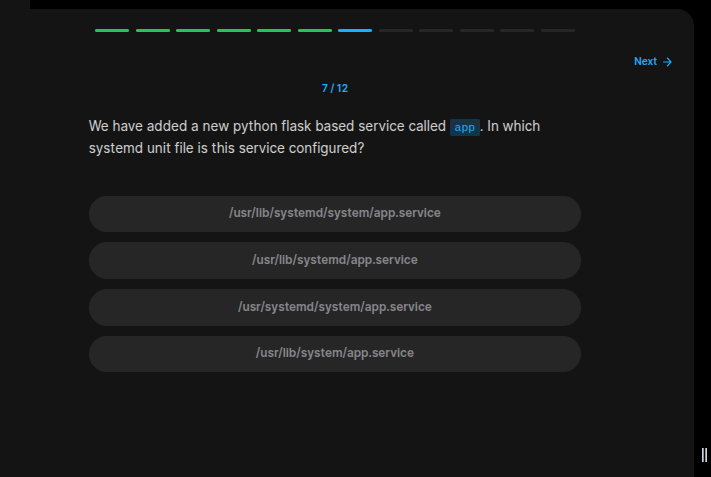 Next →
7 / 12
We have added a new python flask based service called app. In which
systemd unit file is this service configured?
/usr/lib/systemd/system/app.service
/usr/lib/systemd/app.service
/usr/systemd/system/app.service
/usr/lib/system/app.service